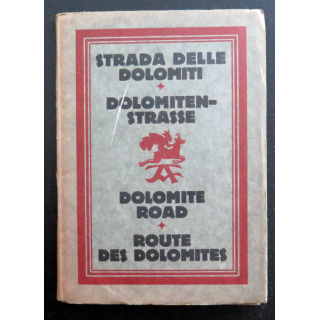 STRADA DELLE
DOLOMITI
DOLOMITEN-
STRASSE
DOLOMITE
ROAD
ROUTE
DES DOLOMITES